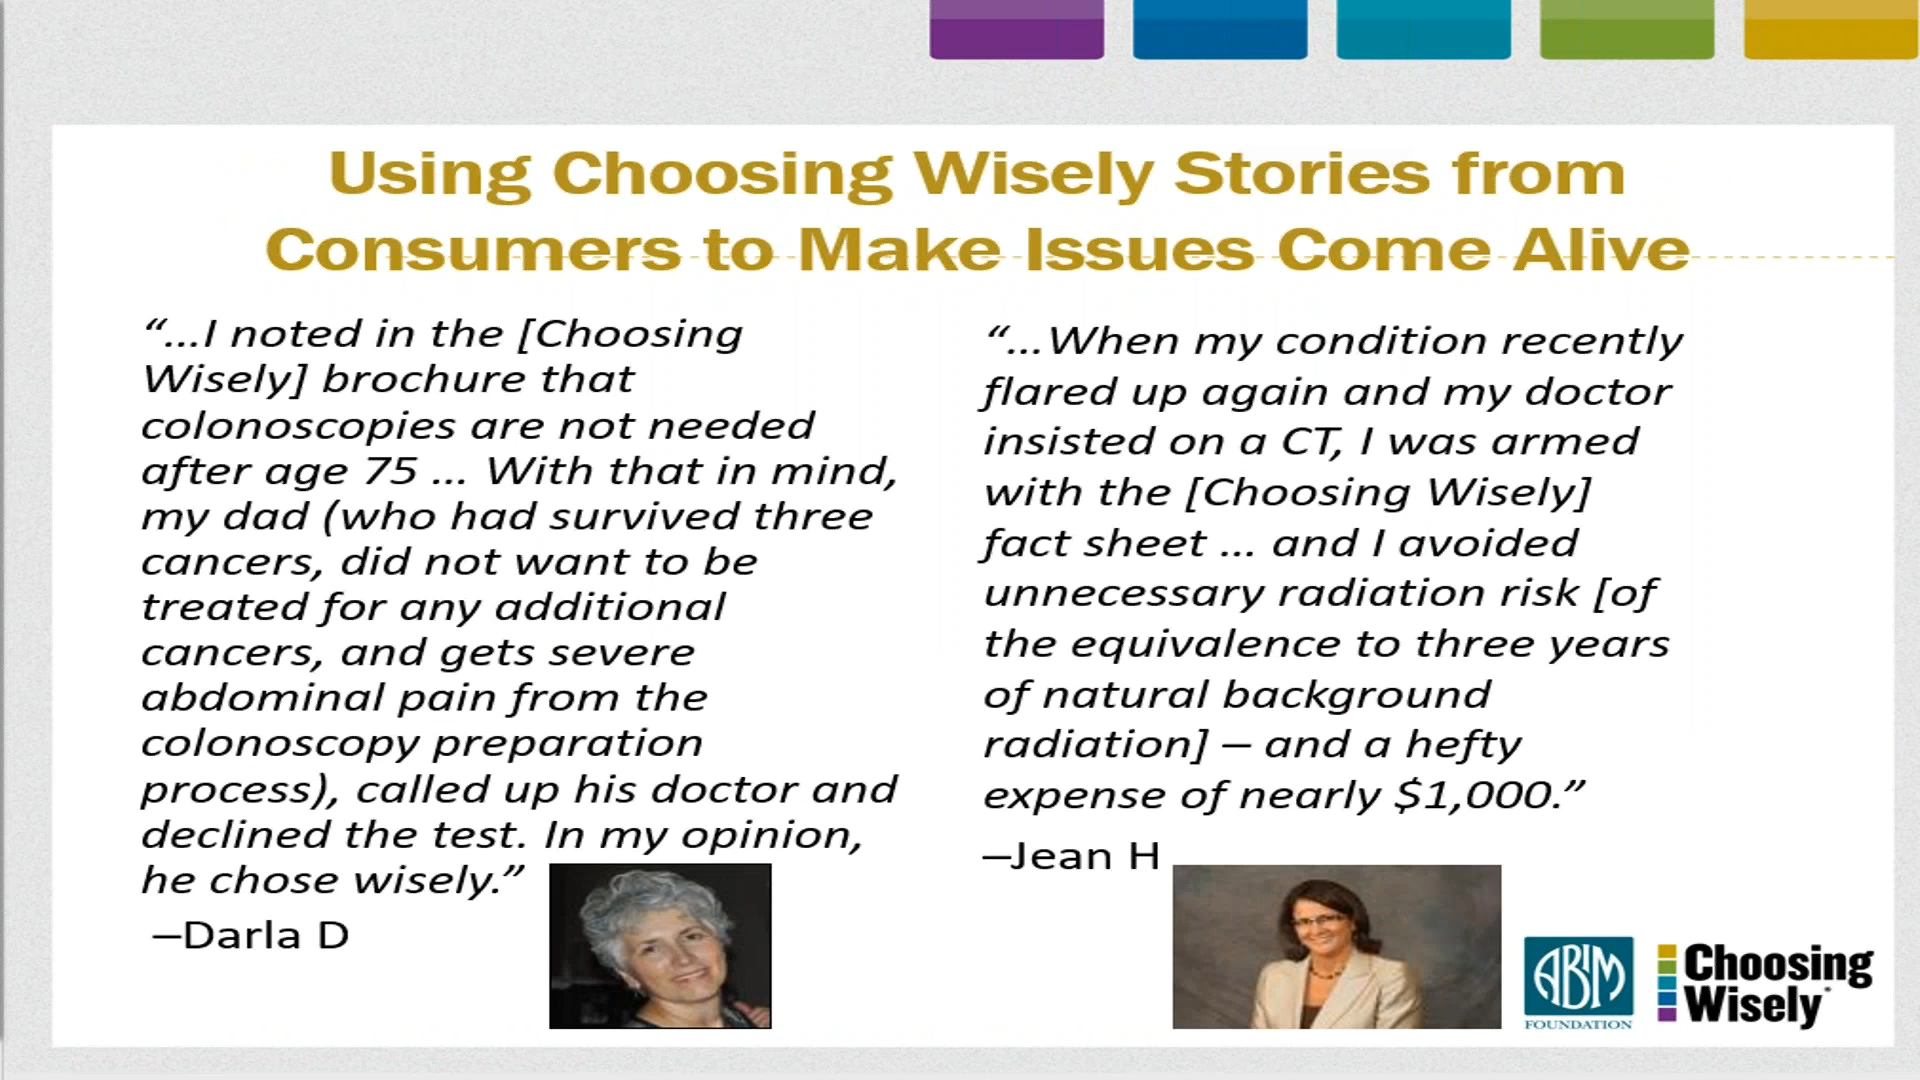 Using Choosing Wisely Stories from
Consumers to Make Issues Come Alive
“...I noted in the [Choosing
Wisely] brochure that
colonoscopies are not needed
after age 75 ... With that in mind,
my dad (who had survived three
cancers, did not want to be
treated for any additional
cancers, and gets severe
abdominal pain from the
colonoscopy preparation
process), called up his doctor and
declined the test. In my opinion,
he chose wisely.”
–Darla D
“...When my condition recently
flared up again and my doctor
insisted on a CT, I was armed
with the [Choosing Wisely]
fact sheet ... and I avoided
unnecessary radiation risk [of
the equivalence to three years
of natural background
radiation] – and a hefty
expense of nearly $1,000.”
–Jean H
ABIM
FOUNDATION
Choosing
Wisely